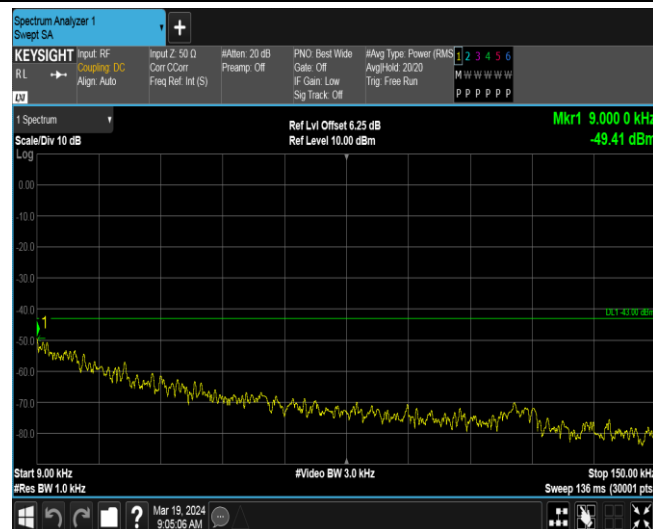 Spectrum Analyzer 1
Swept SA
+
KEYSIGHT
RL
LXI
Input: RF
Coupling: DC
Align: Auto
Input Z: 50 Ω
Corr CCorr
Freq Ref: Int (S)
#Atten: 20 dB
Preamp: Off
PNO: Best Wide
Gate: Off
IF Gain: Low
Sig Track: Off
#Avg Type: Power (RMS
Avg|Hold: 20/20
Trig: Free Run
1 2 3 4 5 6
M W W W W W
P P P P P P
1 Spectrum
Scale/Div 10 dB
Ref Lvl Offset 6.25 dB
Ref Level 10.00 dBm
Mkr1 9.000 0 kHz
-49.41 dBm
Log
0.00
-10.0
-20.0
-30.0
-40.0
-50.0
-60.0
-70.0
-80.0
1
DL1 -43.00 dBm
Start 9.00 kHz
#Res BW 1.0 kHz
#Video BW 3.0 kHz
Stop 150.00 kHz
Sweep 136 ms (30001 pts
?
Mar 19, 2024
9:05:06 AM